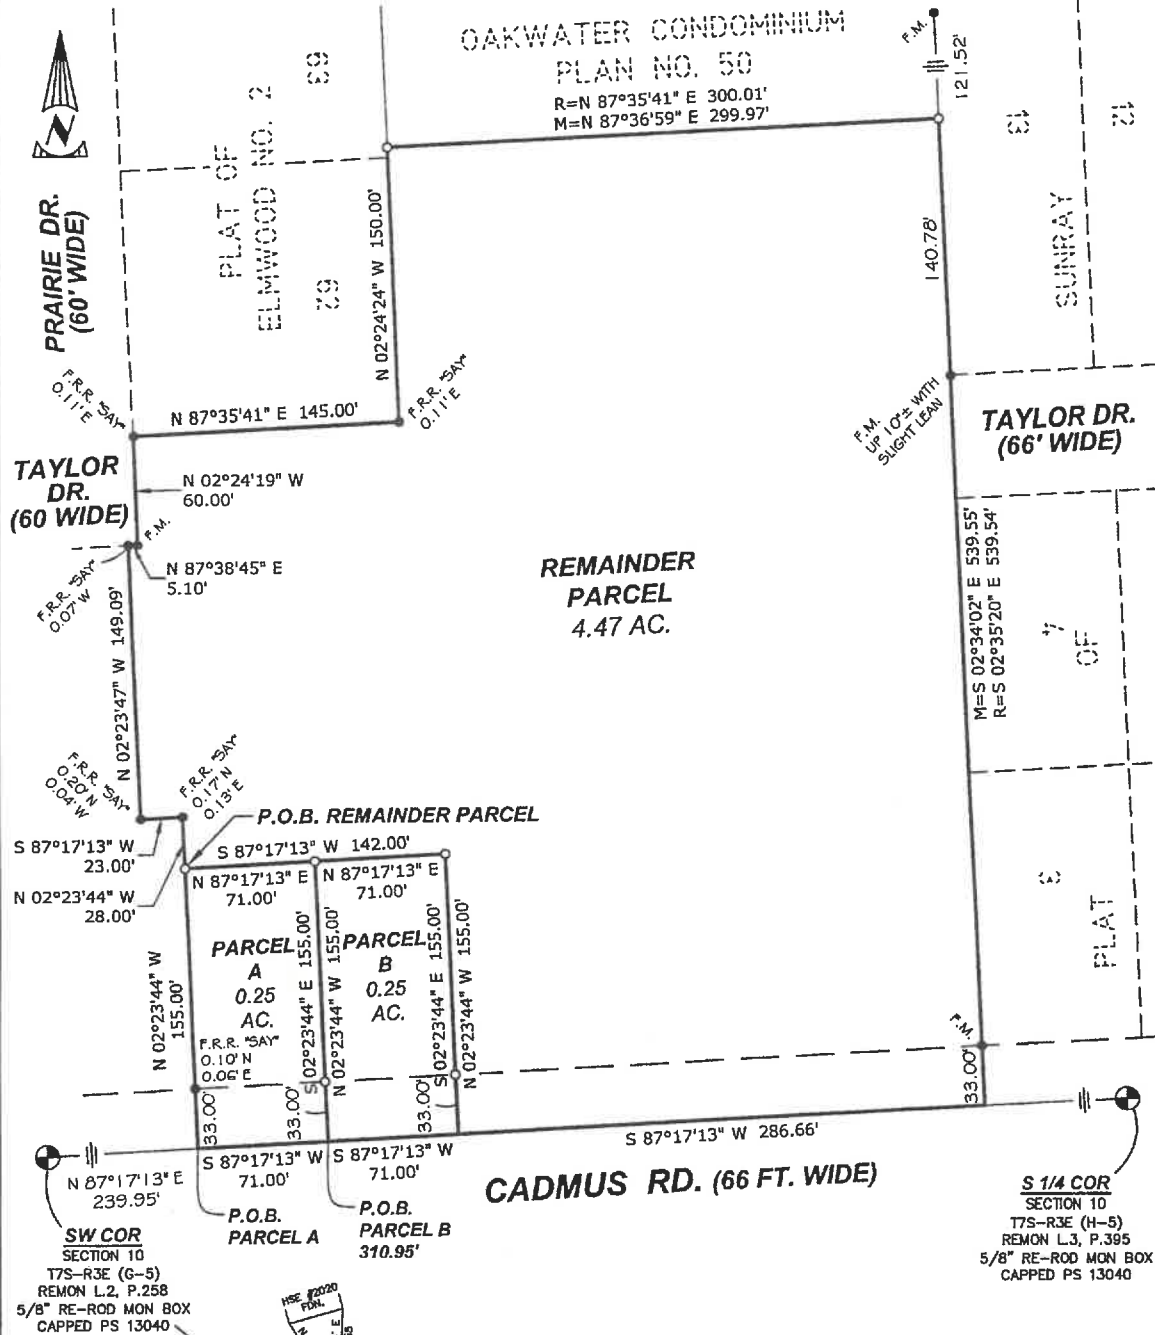 OAKWATER CONDOMINIUM
PLAN NO. 50
R=N 87°35'41" E 300.01'
M=N 87°36'59" E 299.97'
F.M.
121.52'
63
PLAT OF
ELMWOOD NO. 2
62
13
12
SUNRAY
N
PRAIRIE DR.
(60' WIDE)
N 02°24'24" W 150.00'
140.78'
F.R.R. "SAY"
0.11'E
N 87°35'41" E 145.00'
F.R.R. "SAY"
0.11'E
F.M.
UP 1.0'± WITH
SLIGHT LEAN
TAYLOR DR.
(66' WIDE)
TAYLOR
DR.
(60 WIDE)
N 02°24'19" W
60.00'
F.M.
N 87°38'45" E
5.10'
F.R.R. "SAY"
0.07'W
N 02°23'47" W 149.09'
REMAINDER
PARCEL
4.47 AC.
M=S 02°34'02" E 539.55'
R=S 02°35'20" E 539.54'
4
OF
F.R.R. "SAY"
0.20'N
0.04'W
F.R.R. "SAY"
0.17'N
0.13'E
P.O.B. REMAINDER PARCEL
S 87°17'13" W
23.00'
S 87°17'13" W 142.00'
N 02°23'44" W
28.00'
N 87°17'13" E
71.00'
N 87°17'13" E
71.00'
3
PLAT
N 02°23'44" W
155.00'
PARCEL
A
0.25
AC.
S 02°23'44" E 155.00'
N 02°23'44" W 155.00'
PARCEL
B
0.25
AC.
S 02°23'44" E 155.00'
N 02°23'44" W 155.00'
F.R.R. "SAY"
0.10'N
0.06'E
F.M.
33.00'
33.00'
33.00'
33.00'
N 87°17'13" E
239.95'
S 87°17'13" W
71.00'
S 87°17'13" W
71.00'
S 87°17'13" W 286.66'
CADMUS RD. (66 FT. WIDE)
P.O.B.
PARCEL A
P.O.B.
PARCEL B
310.95'
SW COR
SECTION 10
T7S-R3E (G-5)
REMON L.2, P.258
5/8" RE-ROD MON BOX
CAPPED PS 13040
S 1/4 COR
SECTION 10
T7S-R3E (H-5)
REMON L.3, P.395
5/8" RE-ROD MON BOX
CAPPED PS 13040
HSE #2020
FDN.